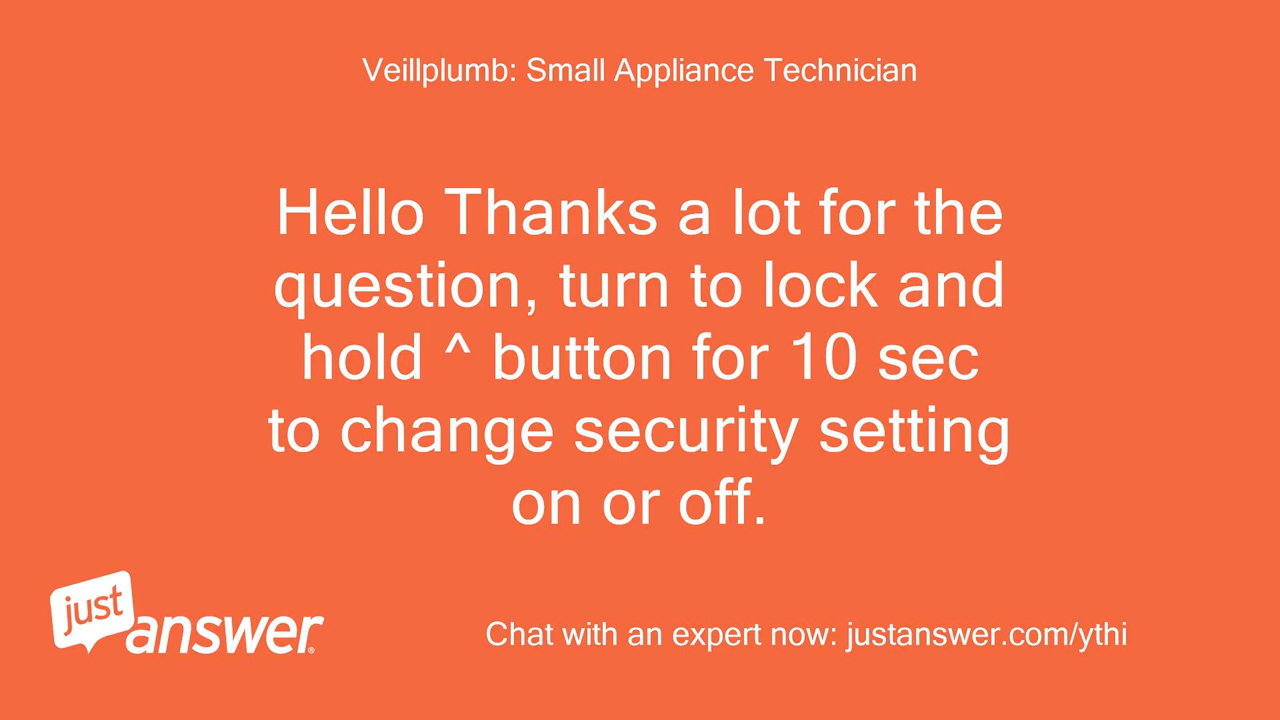 Veillplumb: Small Appliance Technician
Hello Thanks a lot for the
question, turn to lock and
hold ^ button for 10 sec
to change security setting
on or off.
just
answer®
Chat with an expert now: justanswer.com/ythi